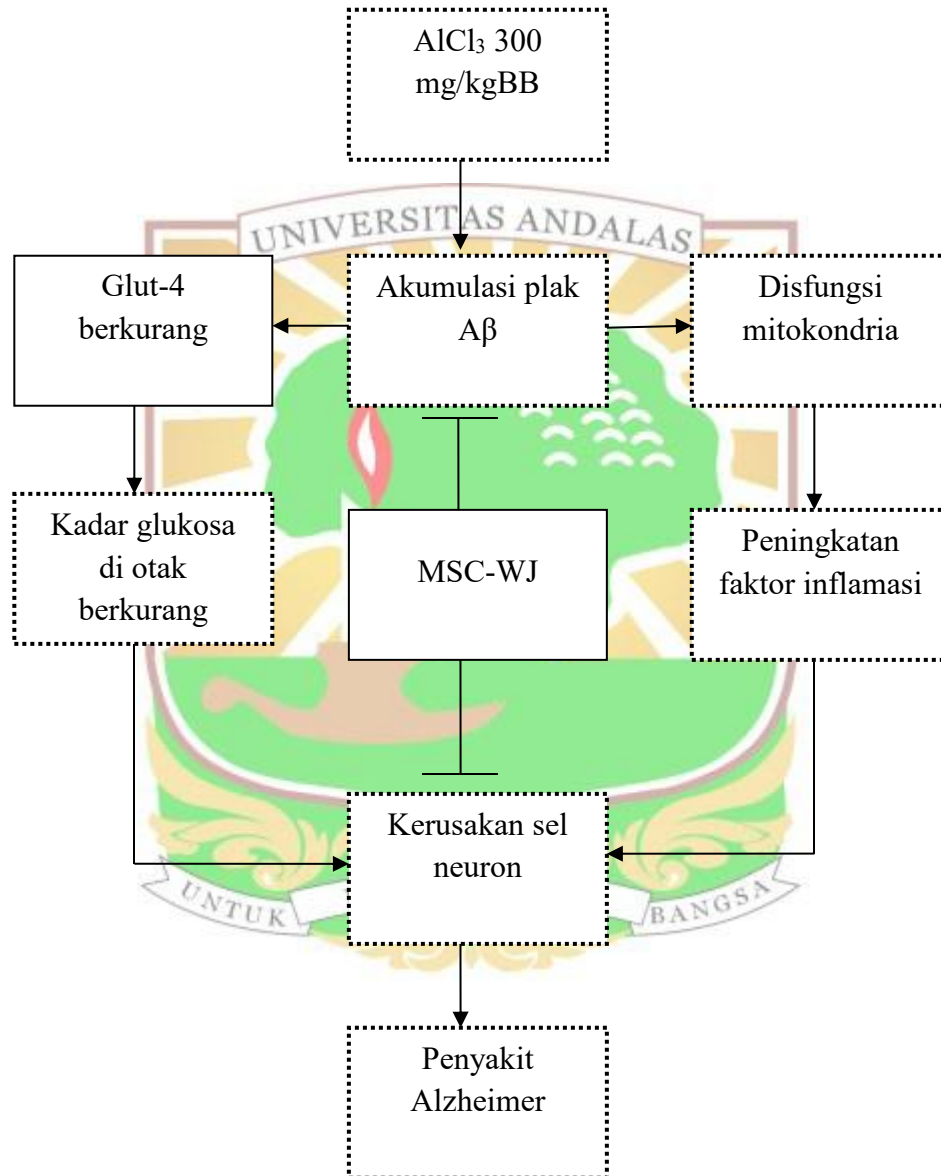 AlCl₃ 300
mg/kgBB
UNIVERSITAS ANDALAS
Glut-4
berkurang
Akumulasi plak
Aβ
Disfungsi
mitokondria
Kadar glukosa
di otak
berkurang
MSC-WJ
Peningkatan
faktor inflamasi
Kerusakan sel
neuron
UNTUK
BANGSA
Penyakit
Alzheimer